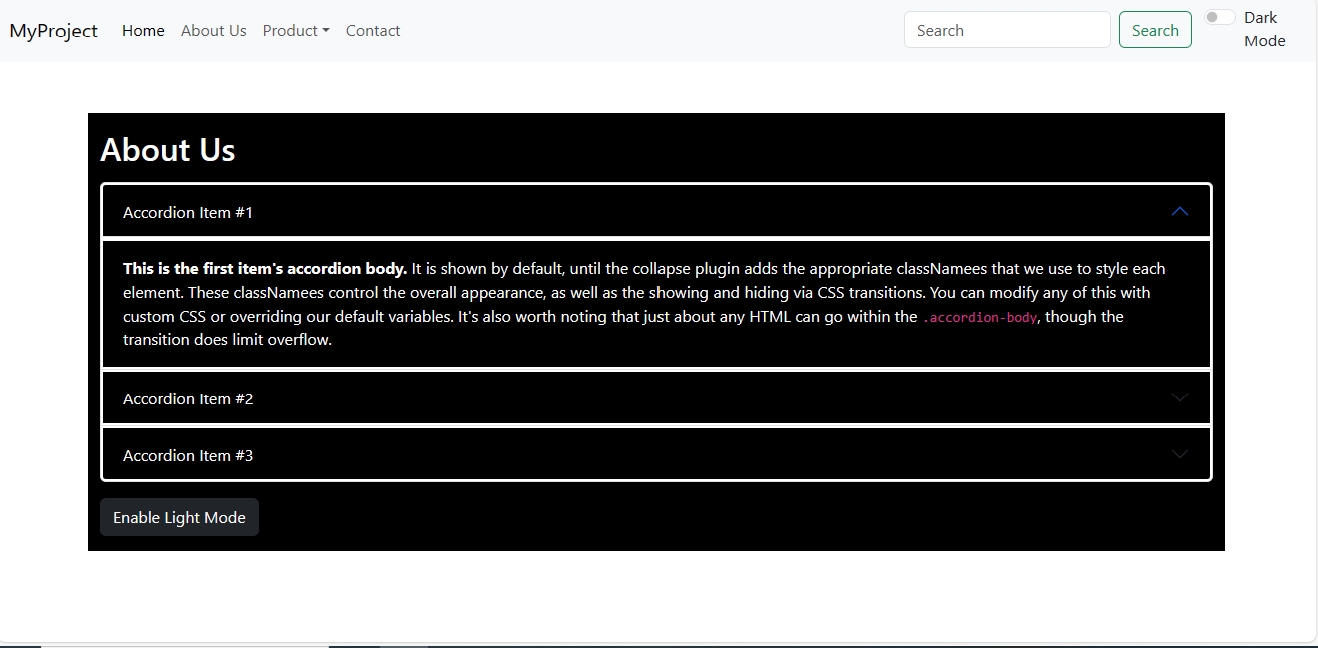 MyProject Home About Us Product Contact Search Search Dark
Mode
About Us
Accordion Item #1
This is the first item's accordion body. It is shown by default, until the collapse plugin adds the appropriate classNamees that we use to style each
element. These classNamees control the overall appearance, as well as the showing and hiding via CSS transitions. You can modify any of this with
custom CSS or overriding our default variables. It's also worth noting that just about any HTML can go within the .accordion-body, though the
transition does limit overflow.
Accordion Item #2
Accordion Item #3
Enable Light Mode